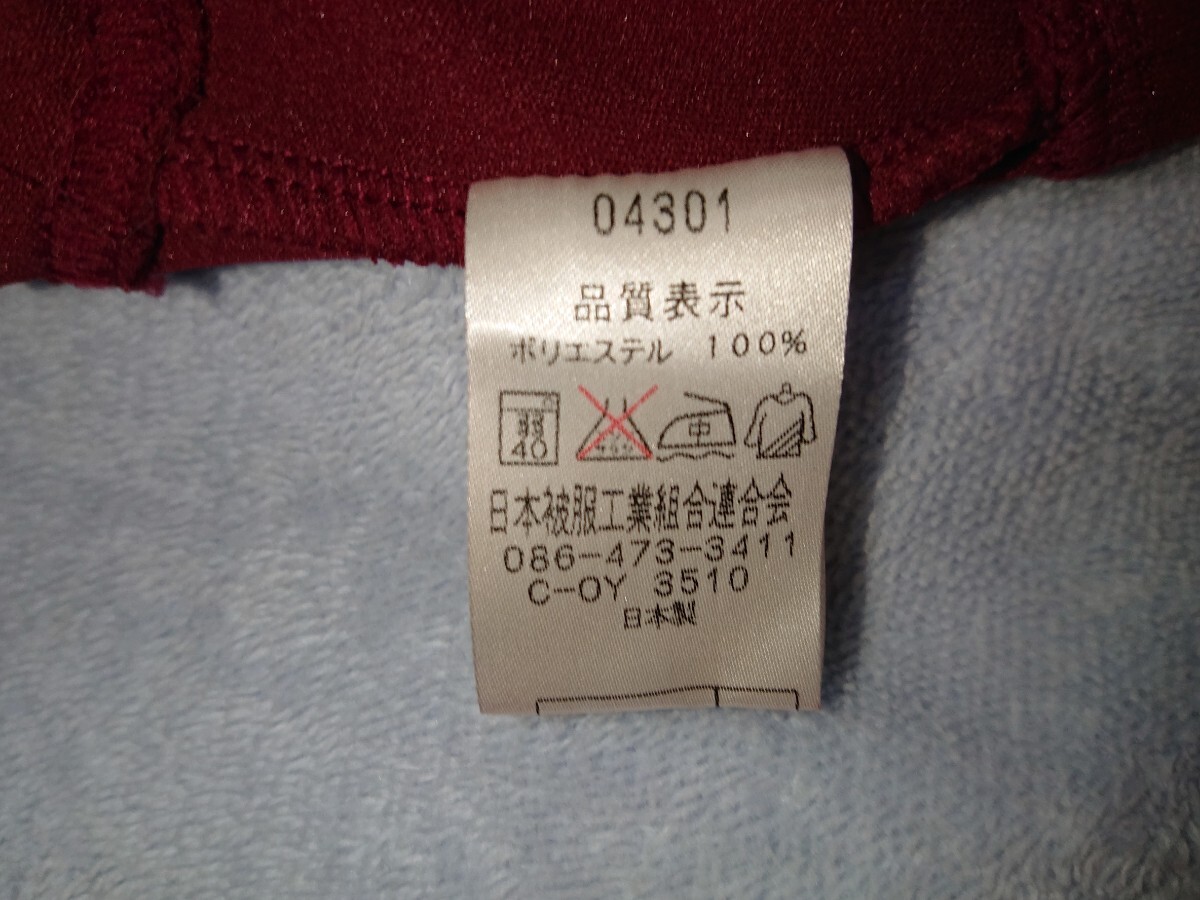 04301
品質表示
ポリエステル 100%
弱
40
中
日本被服工業組合連合会
086-473-3411
C-OY 3510
日本製